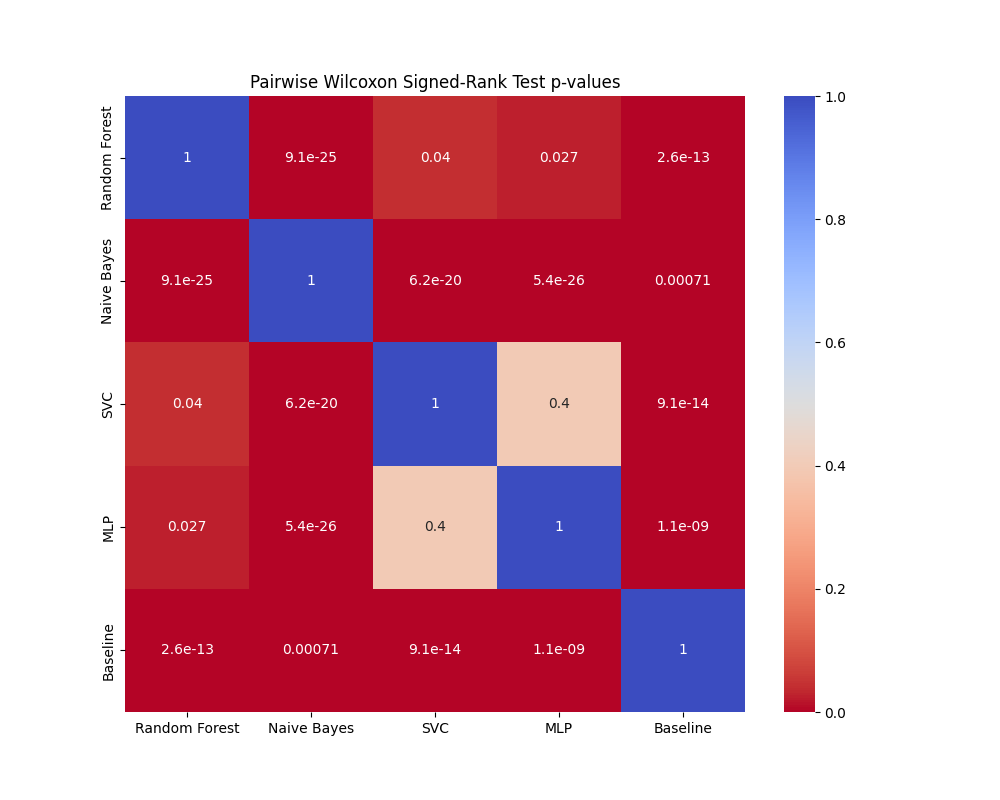 Pairwise Wilcoxon Signed-Rank Test p-values
Random Forest
1
9.1e-25
0.04
0.027
2.6e-13
Naive Bayes
9.1e-25
1
6.2e-20
5.4e-26
0.00071
SVC
0.04
6.2e-20
1
0.4
9.1e-14
MLP
0.027
5.4e-26
0.4
1
1.1e-09
Baseline
2.6e-13
0.00071
9.1e-14
1.1e-09
1
Random Forest
Naive Bayes
SVC
MLP
Baseline
1.0
0.8
0.6
0.4
0.2
0.0